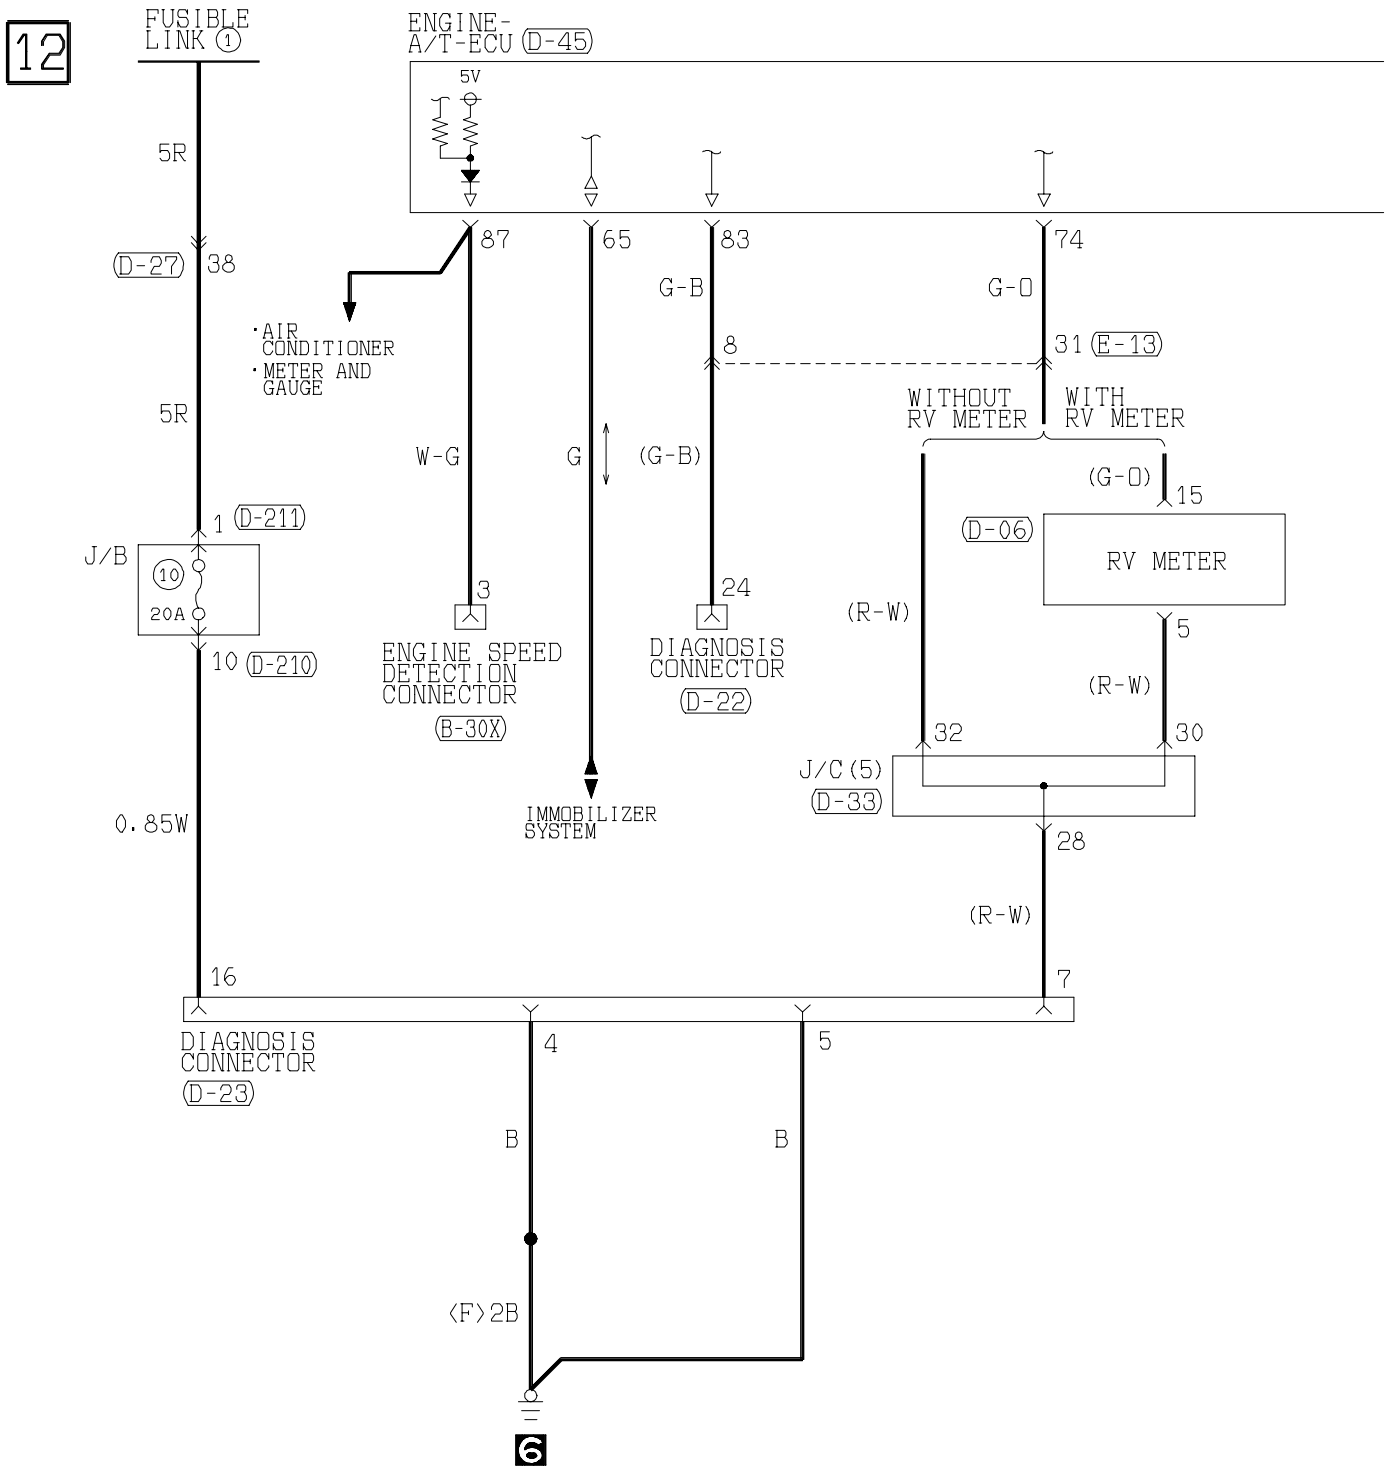 12
FUSIBLE
LINK 1
ENGINE-
A/T-ECU (D-45)
5V
5R
87
65
83
74
(D-27) 38
G-B
G-O
·AIR
CONDITIONER
·METER AND
GAUGE
8
31 (E-13)
WITHOUT
RV METER
WITH
RV METER
5R
W-G
G
(G-B)
(G-O)
15
1 (D-211)
J/B
10
20A
(D-06)
RV METER
3
24
(R-W)
5
10 (D-210)
ENGINE SPEED
DETECTION
CONNECTOR
(B-30X)
DIAGNOSIS
CONNECTOR
(D-22)
(R-W)
32
30
J/C(5)
(D-33)
IMMOBILIZER
SYSTEM
0.85W
28
(R-W)
16
7
DIAGNOSIS
CONNECTOR
(D-23)
4
5
B
B
<F>2B
6